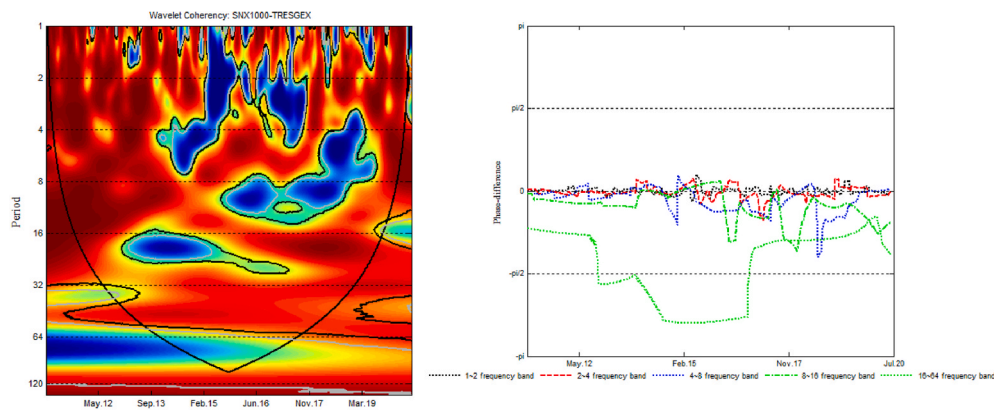 Wavelet Coherency: SNX1000-TRESGEX
Period
1
2
4
8
16
32
64
120
May.12 Sep.13 Feb.15 Jun.16 Nov.17 Mar.19
Phase-difference
pi
pi/2
0
-pi/2
-pi
May.12 Feb.15 Nov.17 Jul.20
1~2 frequency band 2~4 frequency band 4~8 frequency band 8~16 frequency band 16~64 frequency band